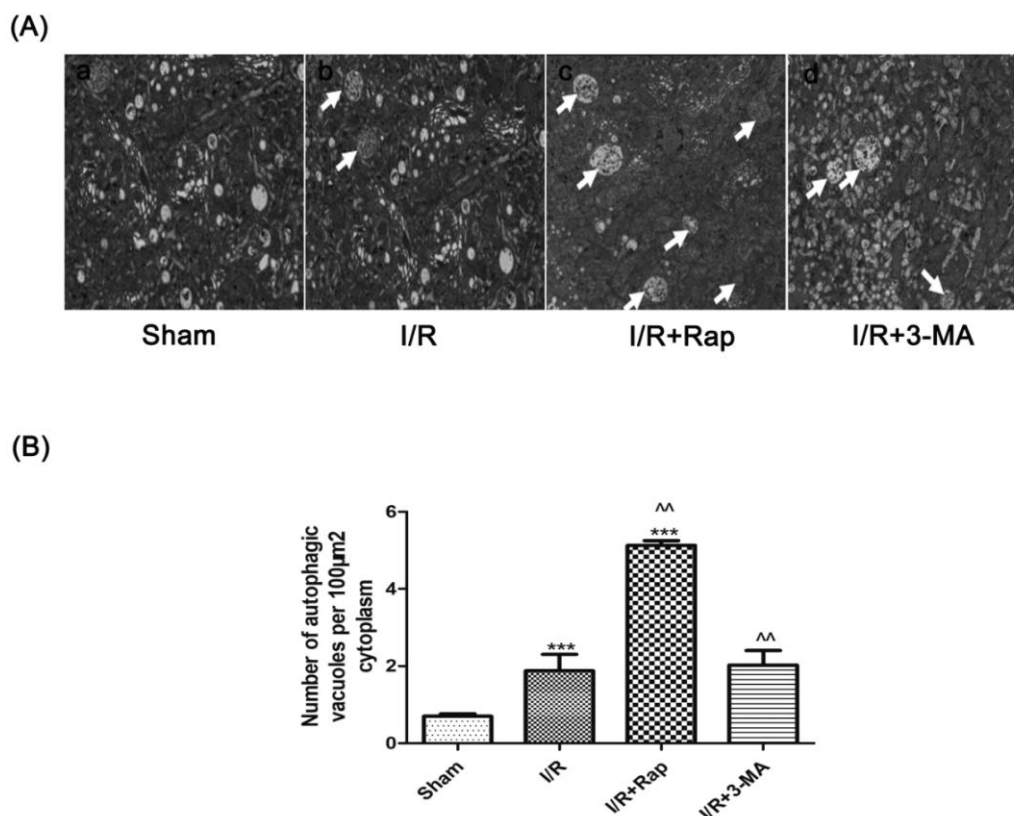 (A)
a b c d
Sham I/R I/R+Rap I/R+3-MA
(B)
Number of autophagic
vacuoles per 100µm2
cytoplasm
6
4
2
0
***
^^
***
^^
Sham I/R I/R+Rap I/R+3-MA